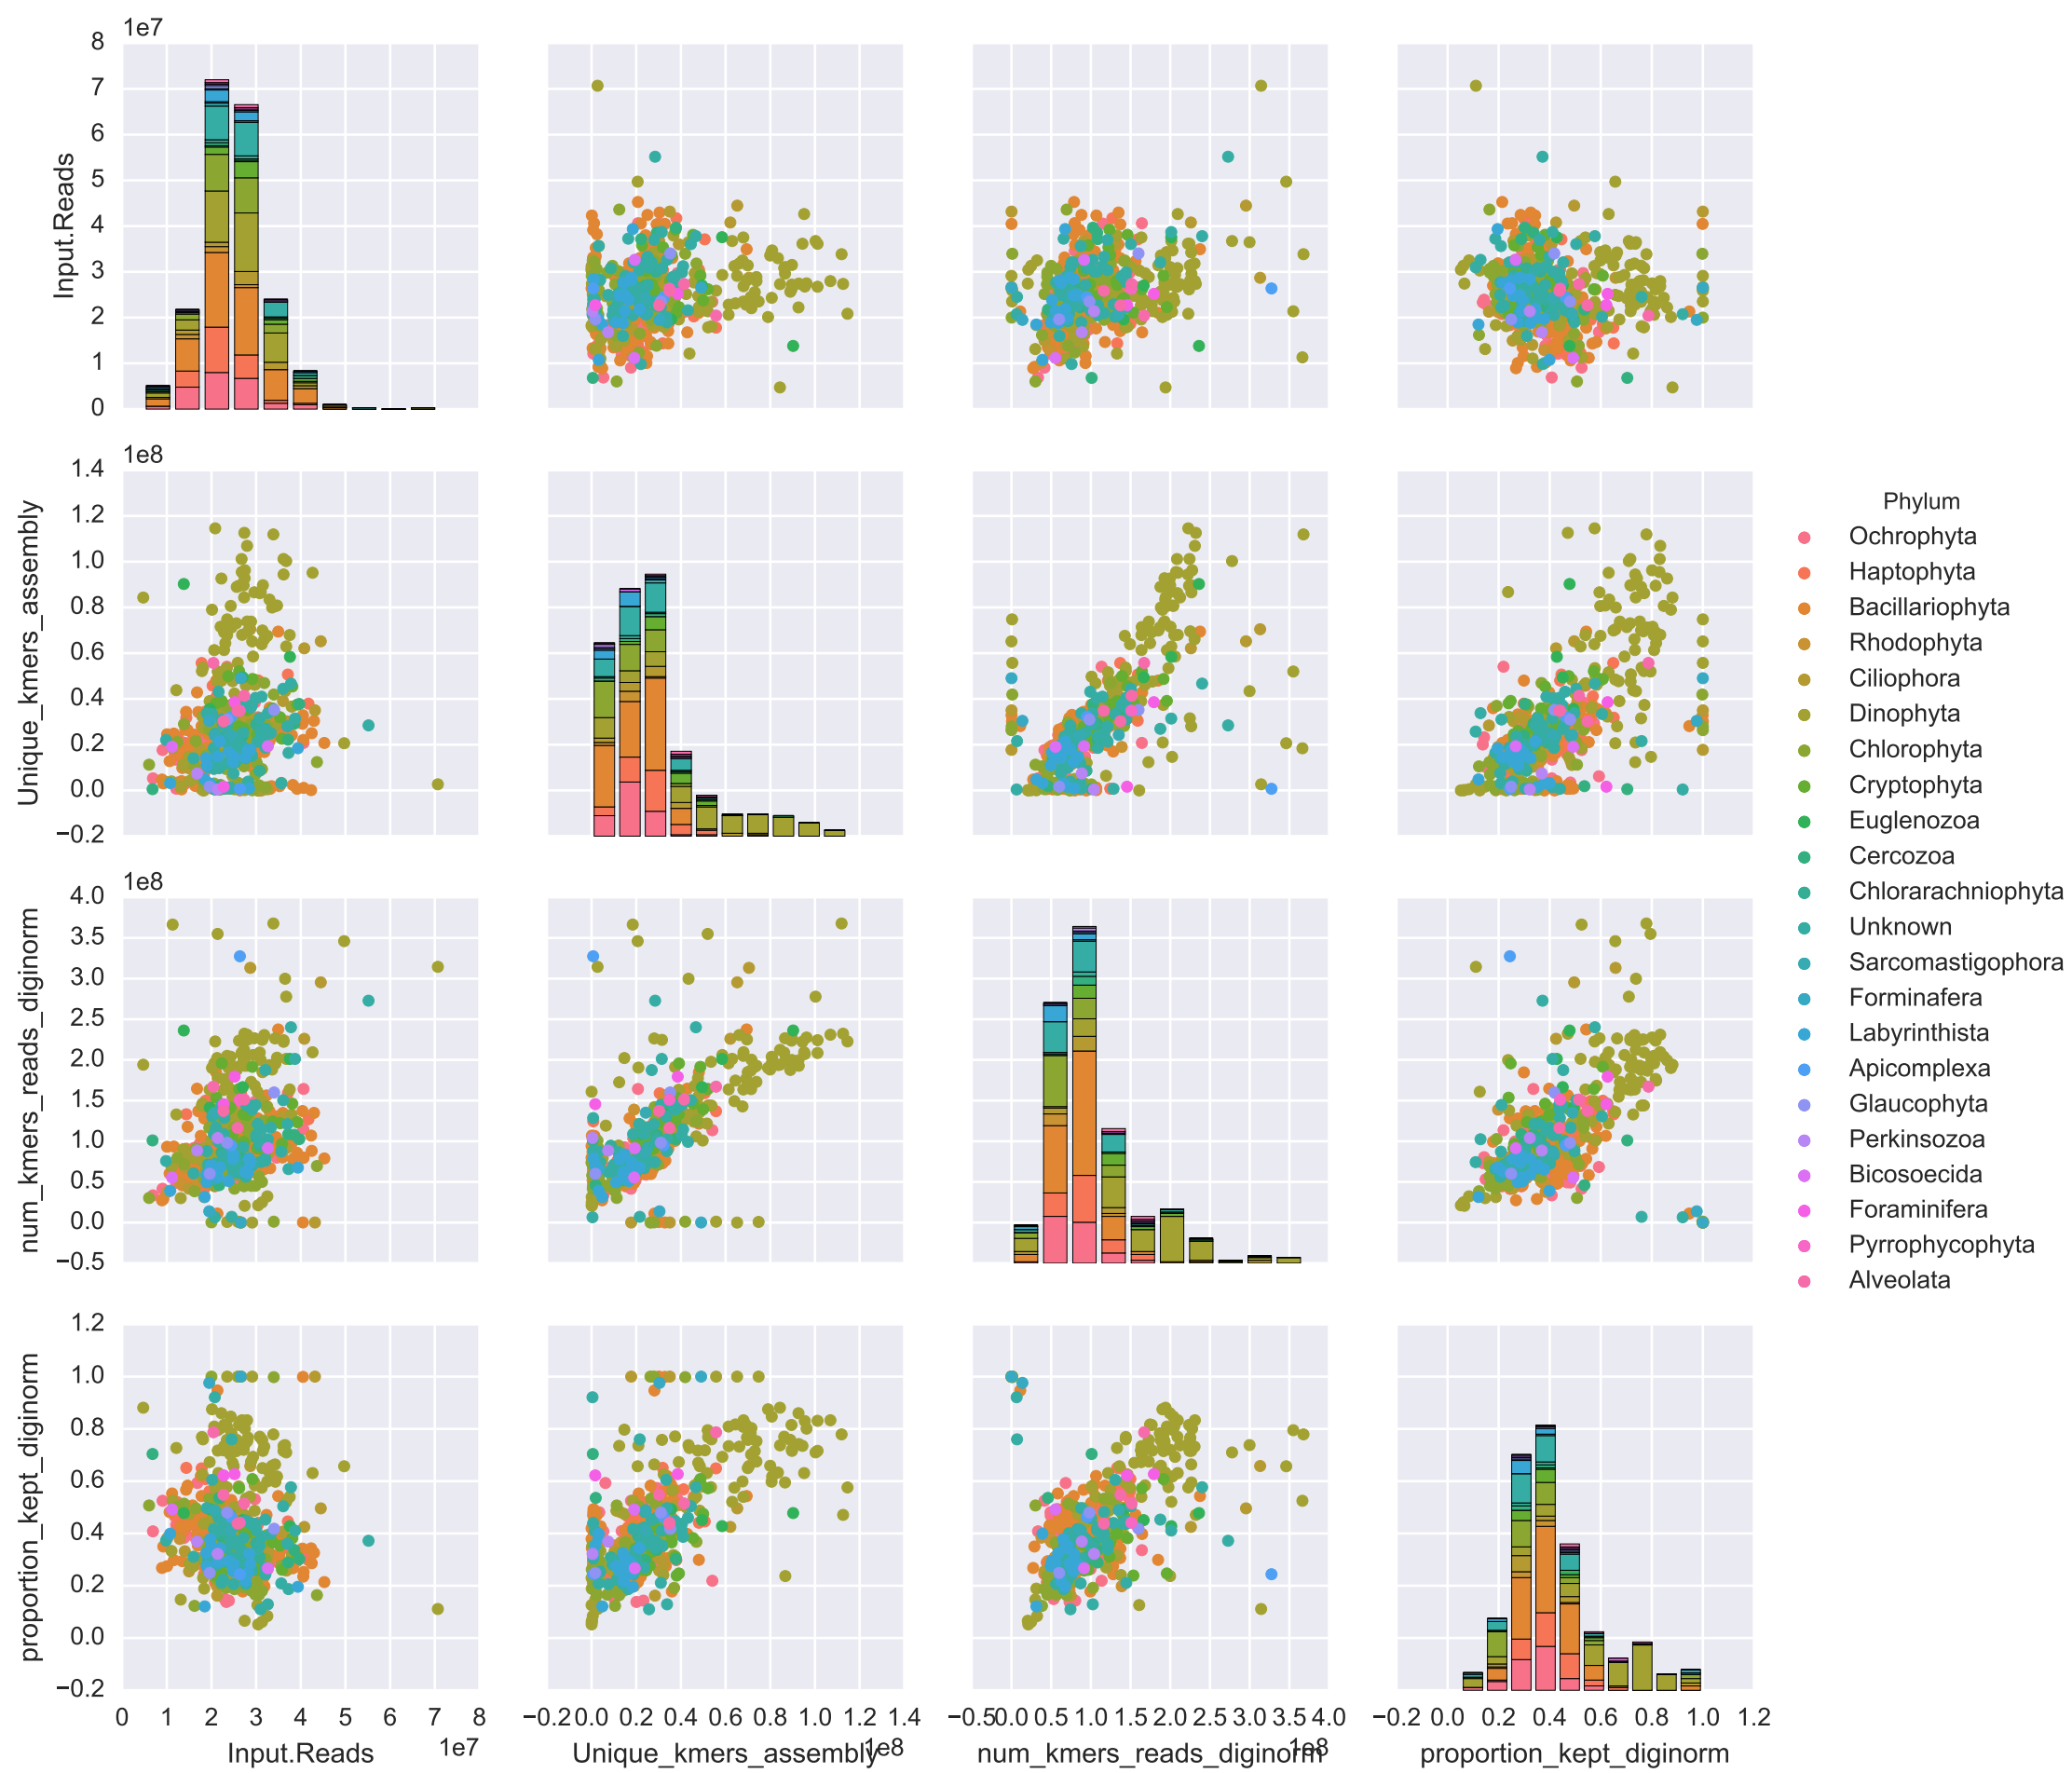 1e7
8
7
6
5
4
3
2
1
0
Input.Reads
1e8
1.4
1.2
1.0
0.8
0.6
0.4
0.2
0.0
−0.2
Unique_kmers_assembly
1e8
4.0
3.5
3.0
2.5
2.0
1.5
1.0
0.5
0.0
−0.5
num_kmers_reads_diginorm
1.2
1.0
0.8
0.6
0.4
0.2
0.0
−0.2
proportion_kept_diginorm
0 1 2 3 4 5 6 7 8
1e7
Input.Reads
−0.2 0.0 0.2 0.4 0.6 0.8 1.0 1.2 1.4
1e8
Unique_kmers_assembly
−0.5 0.0 0.5 1.0 1.5 2.0 2.5 3.0 3.5 4.0
1e8
num_kmers_reads_diginorm
−0.2 0.0 0.2 0.4 0.6 0.8 1.0 1.2
proportion_kept_diginorm
Phylum
Ochrophyta
Haptophyta
Bacillariophyta
Rhodophyta
Ciliophora
Dinophyta
Chlorophyta
Cryptophyta
Euglenozoa
Cercozoa
Chlorarachniophyta
Unknown
Sarcomastigophora
Forminafera
Labyrinthista
Apicomplexa
Glaucophyta
Perkinsozoa
Bicosoecida
Foraminifera
Pyrrophycophyta
Alveolata